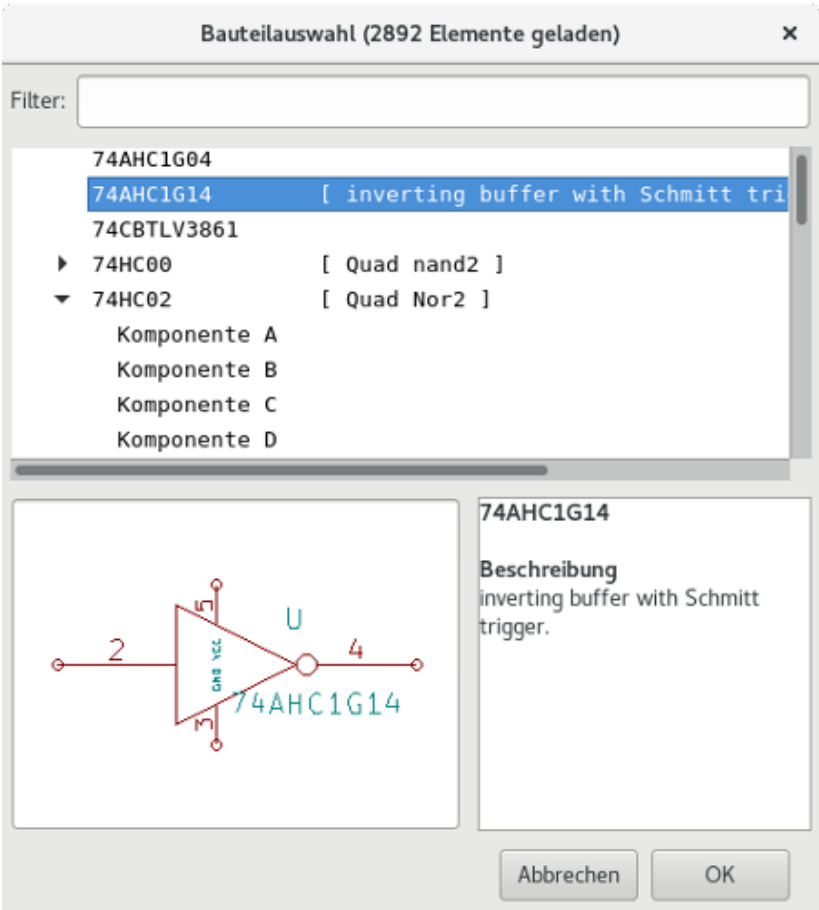 Bauteilauswahl (2892 Elemente geladen)
Filter:
74AHC1G04
74AHC1G14 [ inverting buffer with Schmitt tri
74CBTLV3861
74HC00 [ Quad nand2 ]
74HC02 [ Quad Nor2 ]
Komponente A
Komponente B
Komponente C
Komponente D
5
U
2
GND VCC
4
74AHC1G14
3
74AHC1G14
Beschreibung
inverting buffer with Schmitt
trigger.
Abbrechen
OK